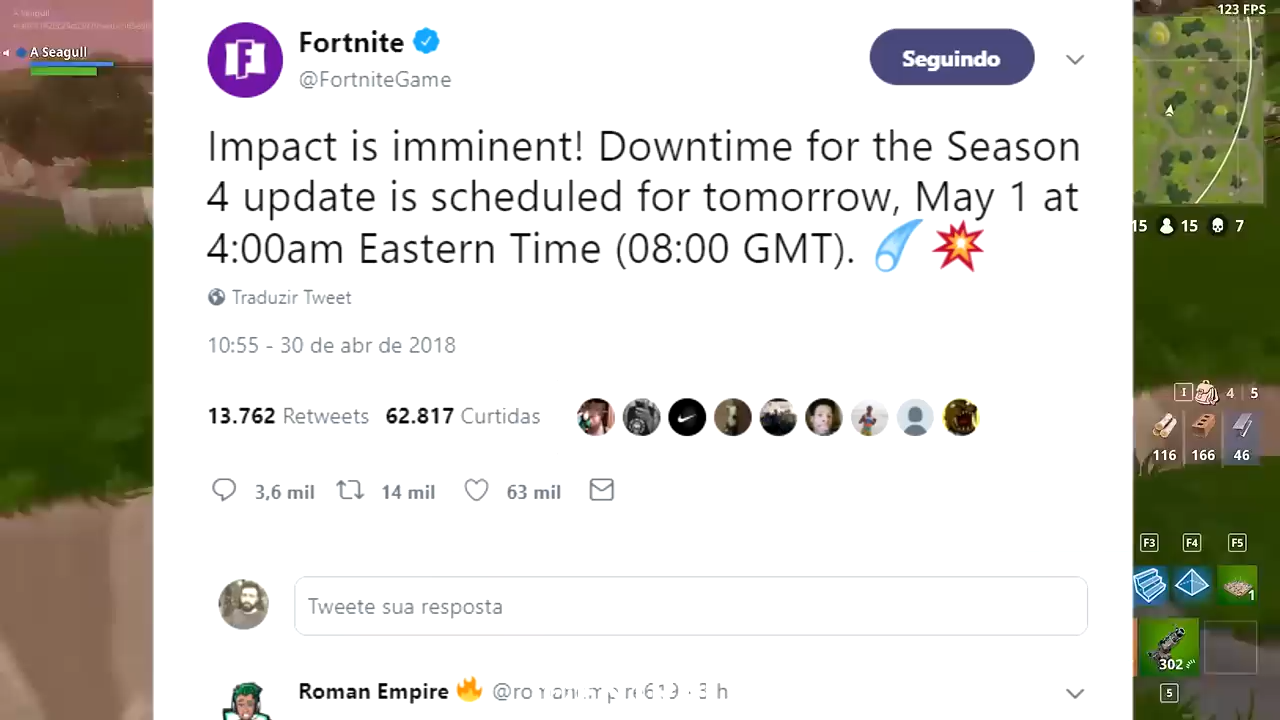 123 FPS
A Seagull
Fortnite
@FortniteGame
Seguindo
Impact is imminent! Downtime for the Season
4 update is scheduled for tomorrow, May 1 at
4:00am Eastern Time (08:00 GMT). ☄️💥
Traduzir Tweet
10:55 - 30 de abr de 2018
13.762 Retweets 62.817 Curtidas
3,6 mil 14 mil 63 mil
Tweete sua resposta
Roman Empire 🔥 3 h
15 15 7
I 4 5
116 166 46
F3 F4 F5
1
302
5